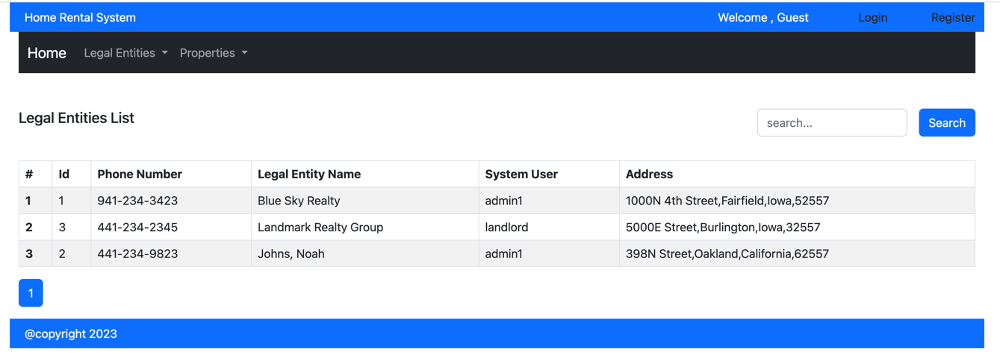 Home Rental System Welcome , Guest Login Register
Home Legal Entities Properties
Legal Entities List search... Search
# Id Phone Number Legal Entity Name System User Address
1 1 941-234-3423 Blue Sky Realty admin1 1000N 4th Street,Fairfield,Iowa,52557
2 3 441-234-2345 Landmark Realty Group landlord 5000E Street,Burlington,Iowa,32557
3 2 441-234-9823 Johns, Noah admin1 398N Street,Oakland,California,62557
1
@copyright 2023